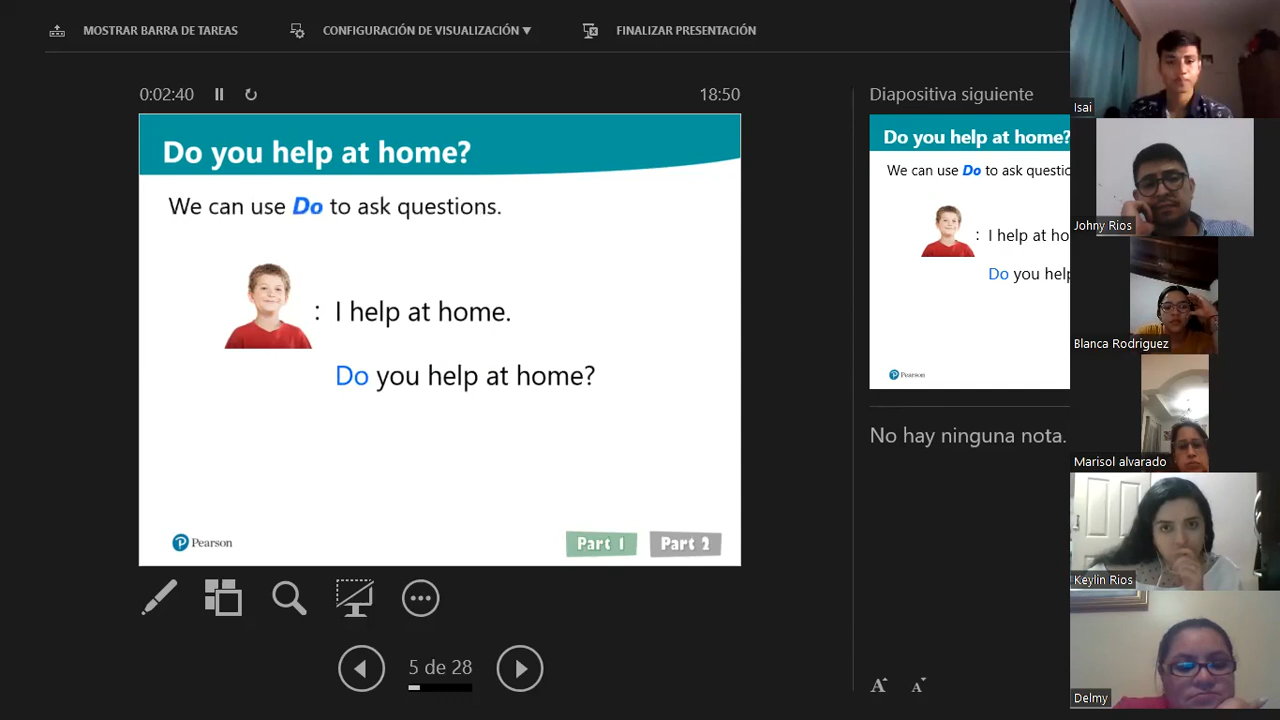 MOSTRAR BARRA DE TAREAS
CONFIGURACIÓN DE VISUALIZACIÓN ▼
FINALIZAR PRESENTACIÓN
0:02:40
18:50
Do you help at home?
We can use Do to ask questions.
: I help at home.
Do you help at home?
Pearson
Part 1
Part 2
5 de 28
Diapositiva siguiente
Do you help at home?
We can use Do to ask questio
: I help at ho
Do you help
Pearson
No hay ninguna nota.
A A
Isai
Johny Rios
Blanca Rodriguez
Marisol alvarado
Keylin Rios
Delmy